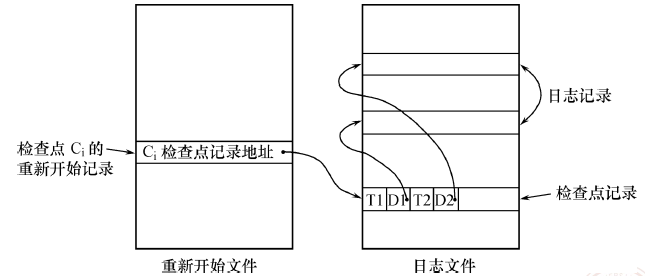 检查点 Ci 的
重新开始记录
Ci 检查点记录地址
日志记录
T1 D1 T2 D2
检查点记录
重新开始文件
日志文件